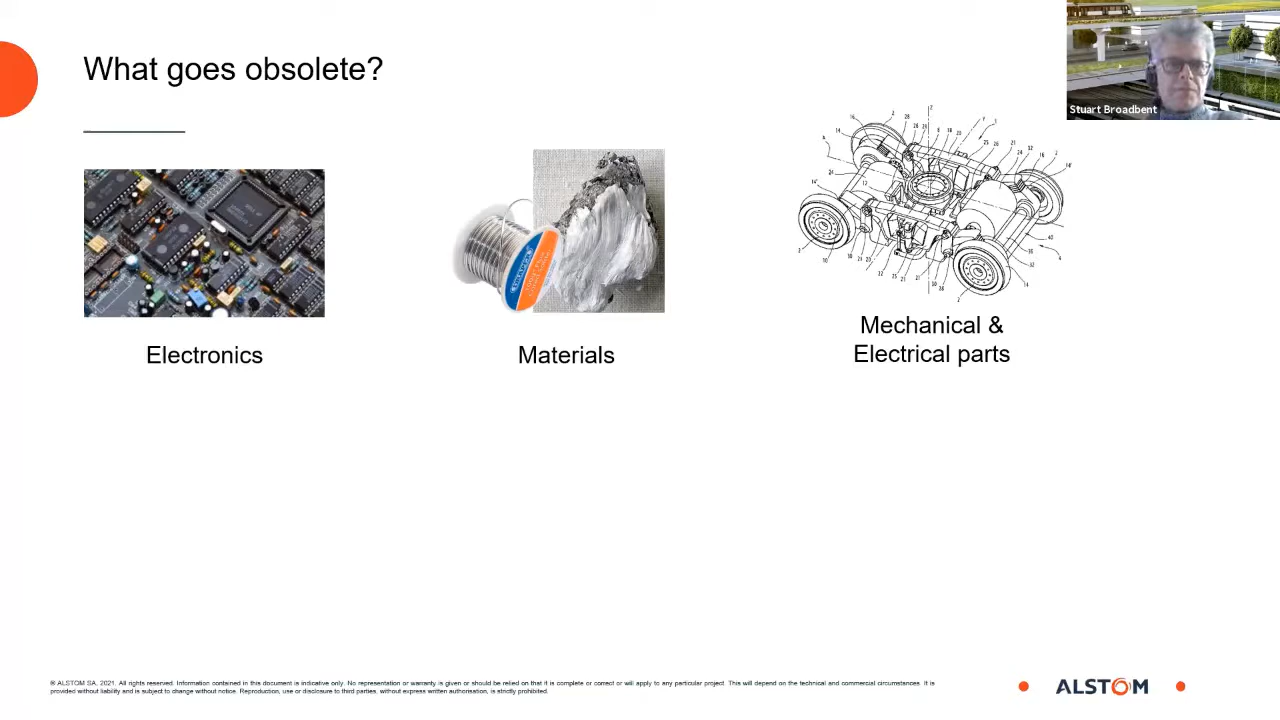 What goes obsolete?
Stuart Broadbent
Electronics
Materials
Mechanical &
Electrical parts
© ALSTOM SA, 2021. All rights reserved. Information contained in this document is indicative only. No representation or warranty is given or should be relied on that it is complete or correct or will apply to any particular project. This will depend on the technical and commercial circumstances. It is
provided without liability and is subject to change without notice. Reproduction, use or disclosure to third parties, without express written authorisation, is strictly prohibited.
ALSTOM